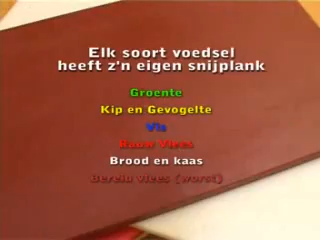 Elk soort voedsel
heeft z'n eigen snijplank
Groente
Kip en Gevogelte
Vis
Rauw Vlees
Brood en kaas
Bereid vlees (worst)